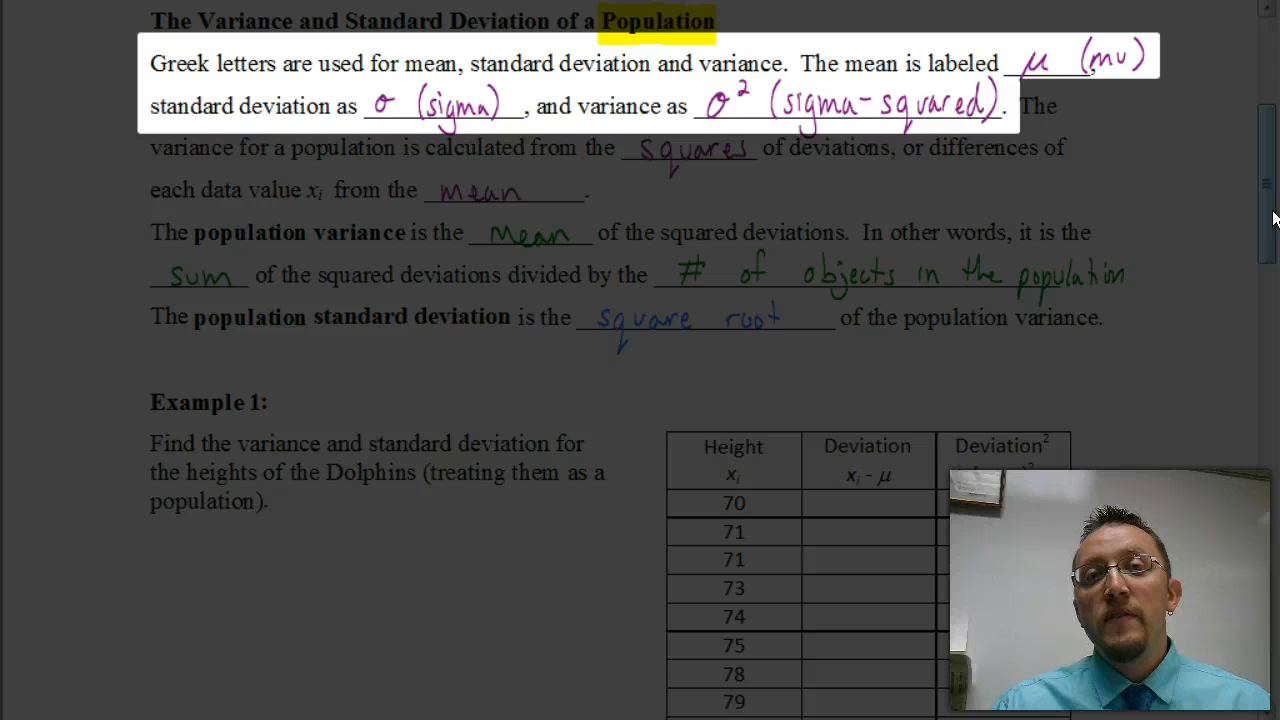 The Variance and Standard Deviation of a Population
Greek letters are used for mean, standard deviation and variance. The mean is labeled μ (mu),
standard deviation as σ (sigma), and variance as σ² (sigma-squared). The
variance for a population is calculated from the squares of deviations, or differences of
each data value xᵢ from the mean.
The population variance is the mean of the squared deviations. In other words, it is the
sum of the squared deviations divided by the # of objects in the population
The population standard deviation is the square root of the population variance.
Example 1:
Find the variance and standard deviation for
the heights of the Dolphins (treating them as a
population).
Height Deviation Deviation²
xᵢ xᵢ - μ
70
71
71
73
74
75
78
79